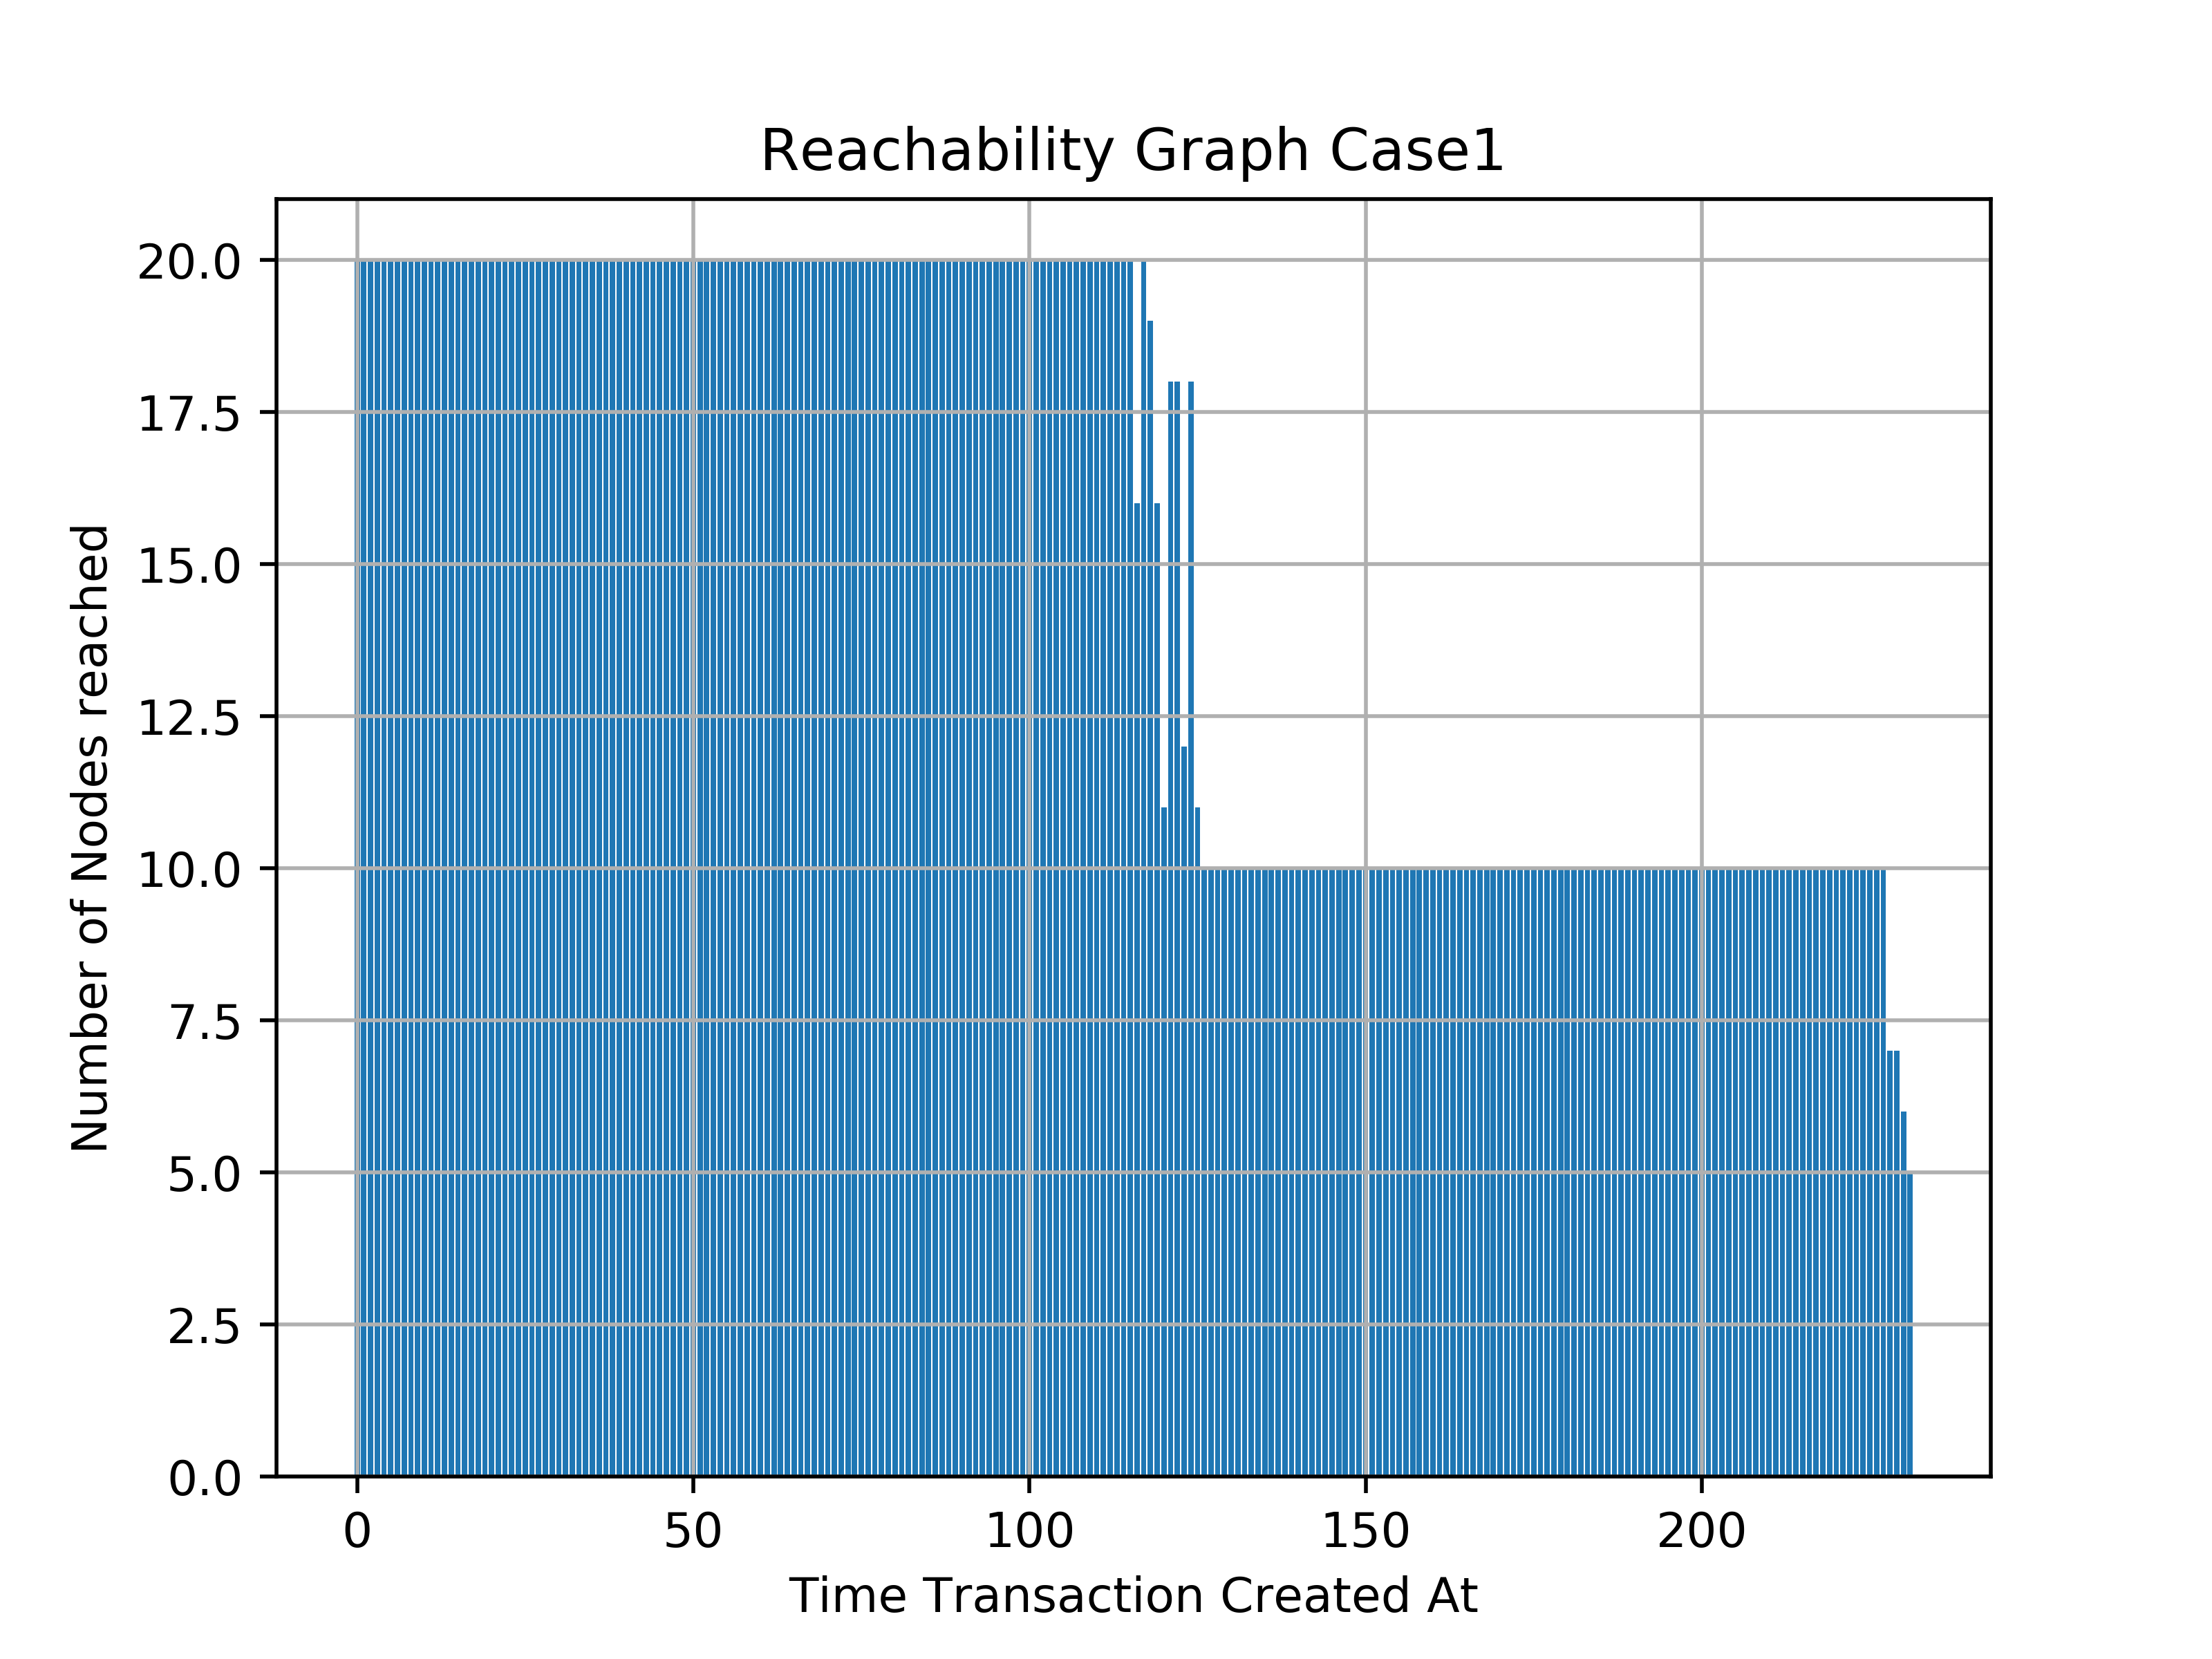 Reachability Graph Case1
20.0
17.5
15.0
12.5
10.0
7.5
5.0
2.5
0.0
Number of Nodes reached
0 50 100 150 200
Time Transaction Created At